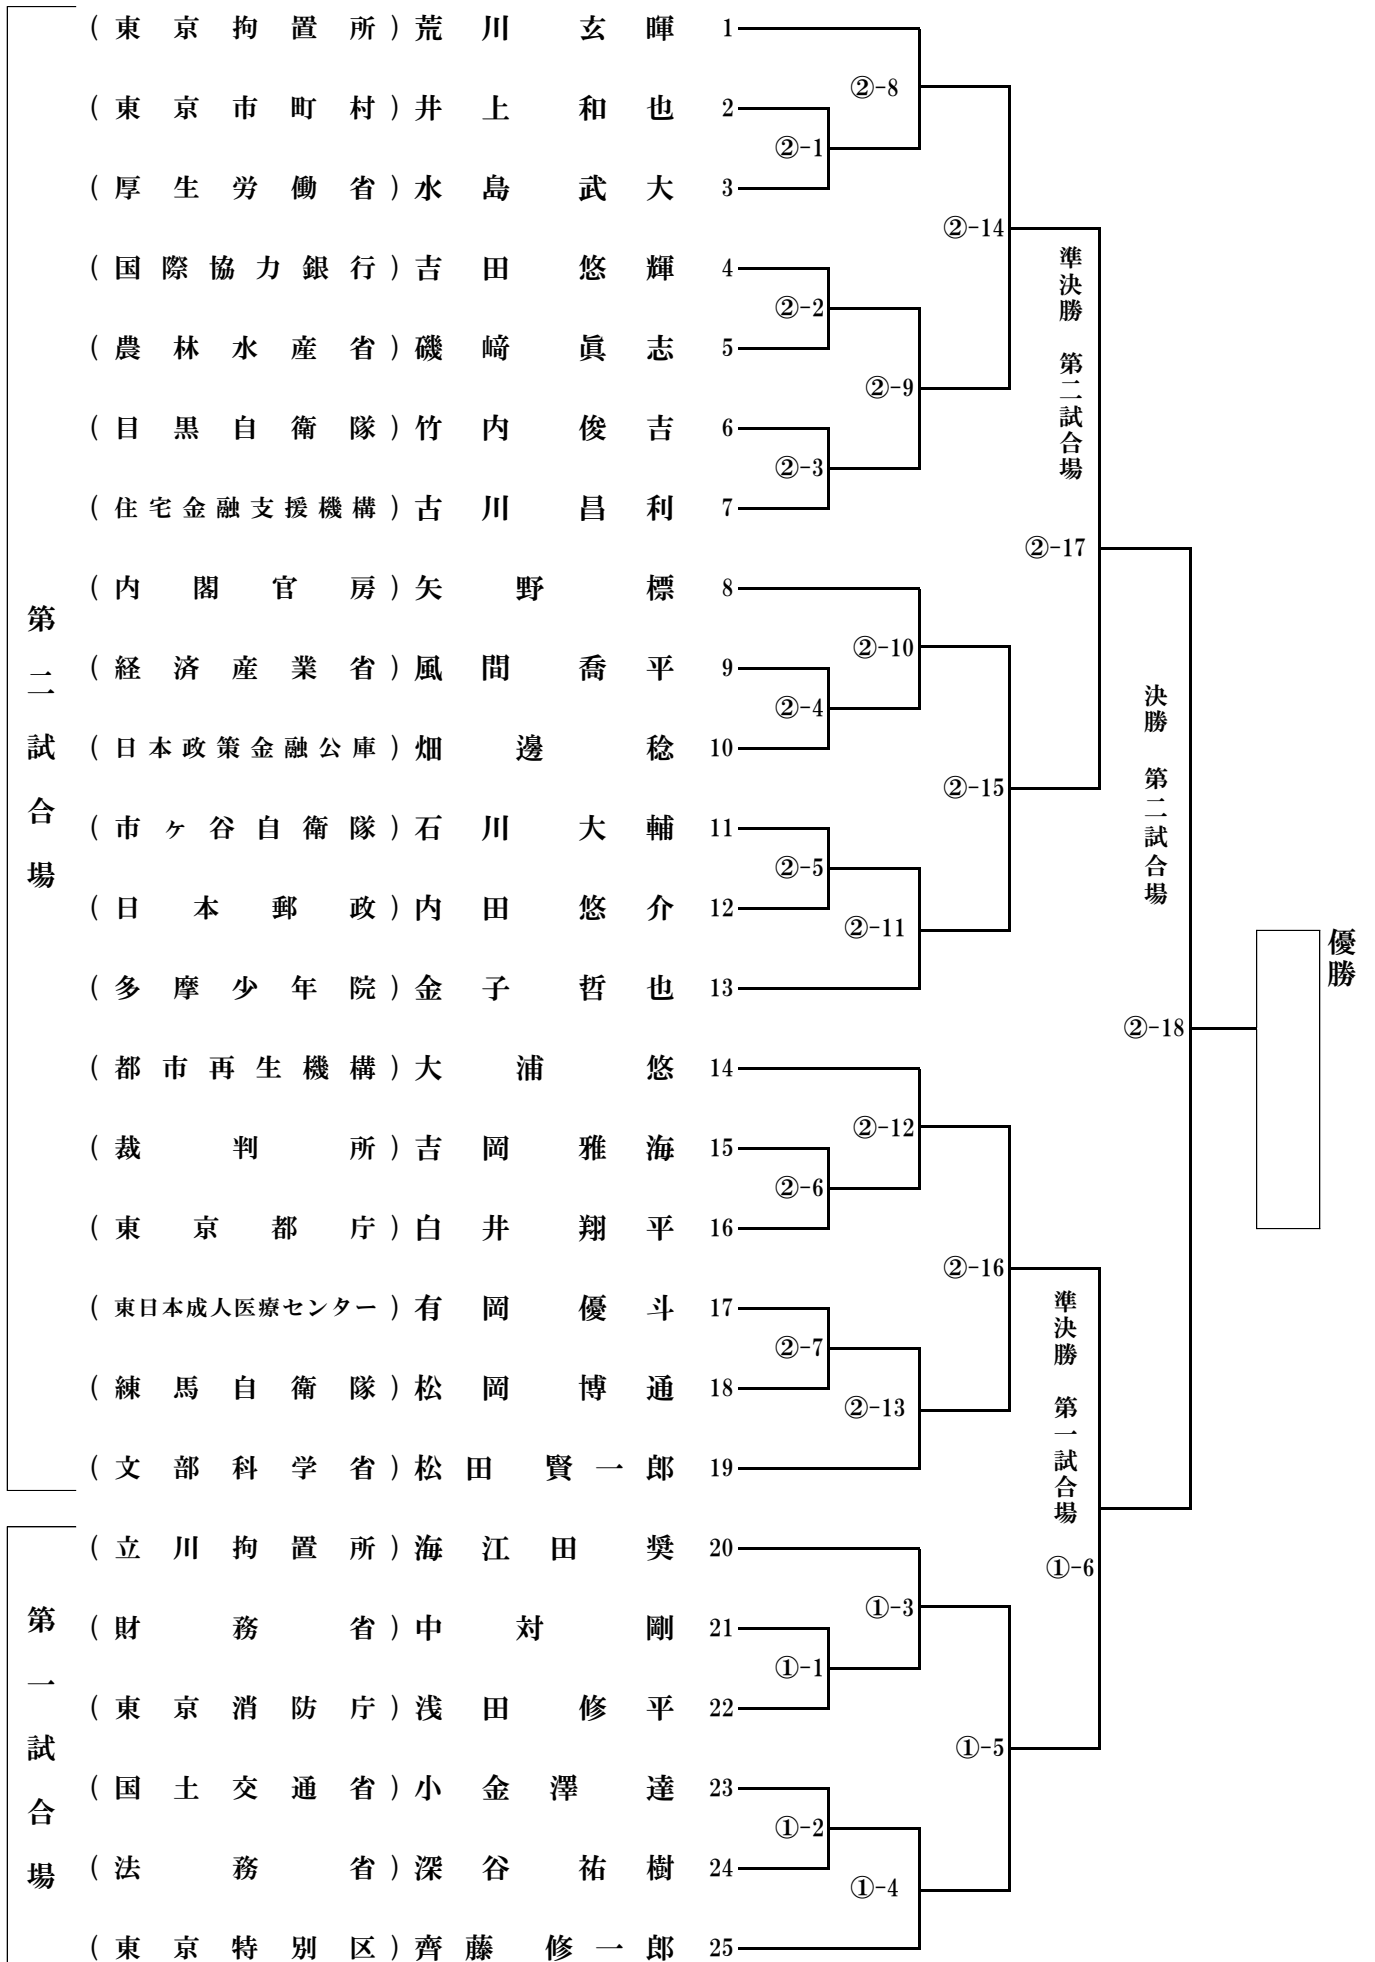 第二試合場
(東京拘置所)荒川玄暉 1
(東京市町村)井上和也 2
(厚生労働省)水島武大 3
(国際協力銀行)吉田悠輝 4
(農林水産省)磯﨑眞志 5
(目黒自衛隊)竹内俊吉 6
(住宅金融支援機構)古川昌利 7
(内閣官房)矢野標 8
(経済産業省)風間喬平 9
(日本政策金融公庫)畑邊稔 10
(市ヶ谷自衛隊)石川大輔 11
(日本郵政)内田悠介 12
(多摩少年院)金子哲也 13
(都市再生機構)大浦悠 14
(裁判所)吉岡雅海 15
(東京都庁)白井翔平 16
(東日本成人医療センター)有岡優斗 17
(練馬自衛隊)松岡博通 18
(文部科学省)松田賢一郎 19
第一試合場
(立川拘置所)海江田奨 20
(財務省)中対剛 21
(東京消防庁)浅田修平 22
(国土交通省)小金澤達 23
(法務省)深谷祐樹 24
(東京特別区)齊藤修一郎 25
②-1
②-2
②-3
②-4
②-5
②-6
②-7
①-1
①-2
②-8
②-9
②-10
②-11
②-12
②-13
①-3
①-4
②-14
②-15
②-16
①-5
準決勝 第二試合場
②-17
準決勝 第一試合場
①-6
決勝 第二試合場
②-18
優勝